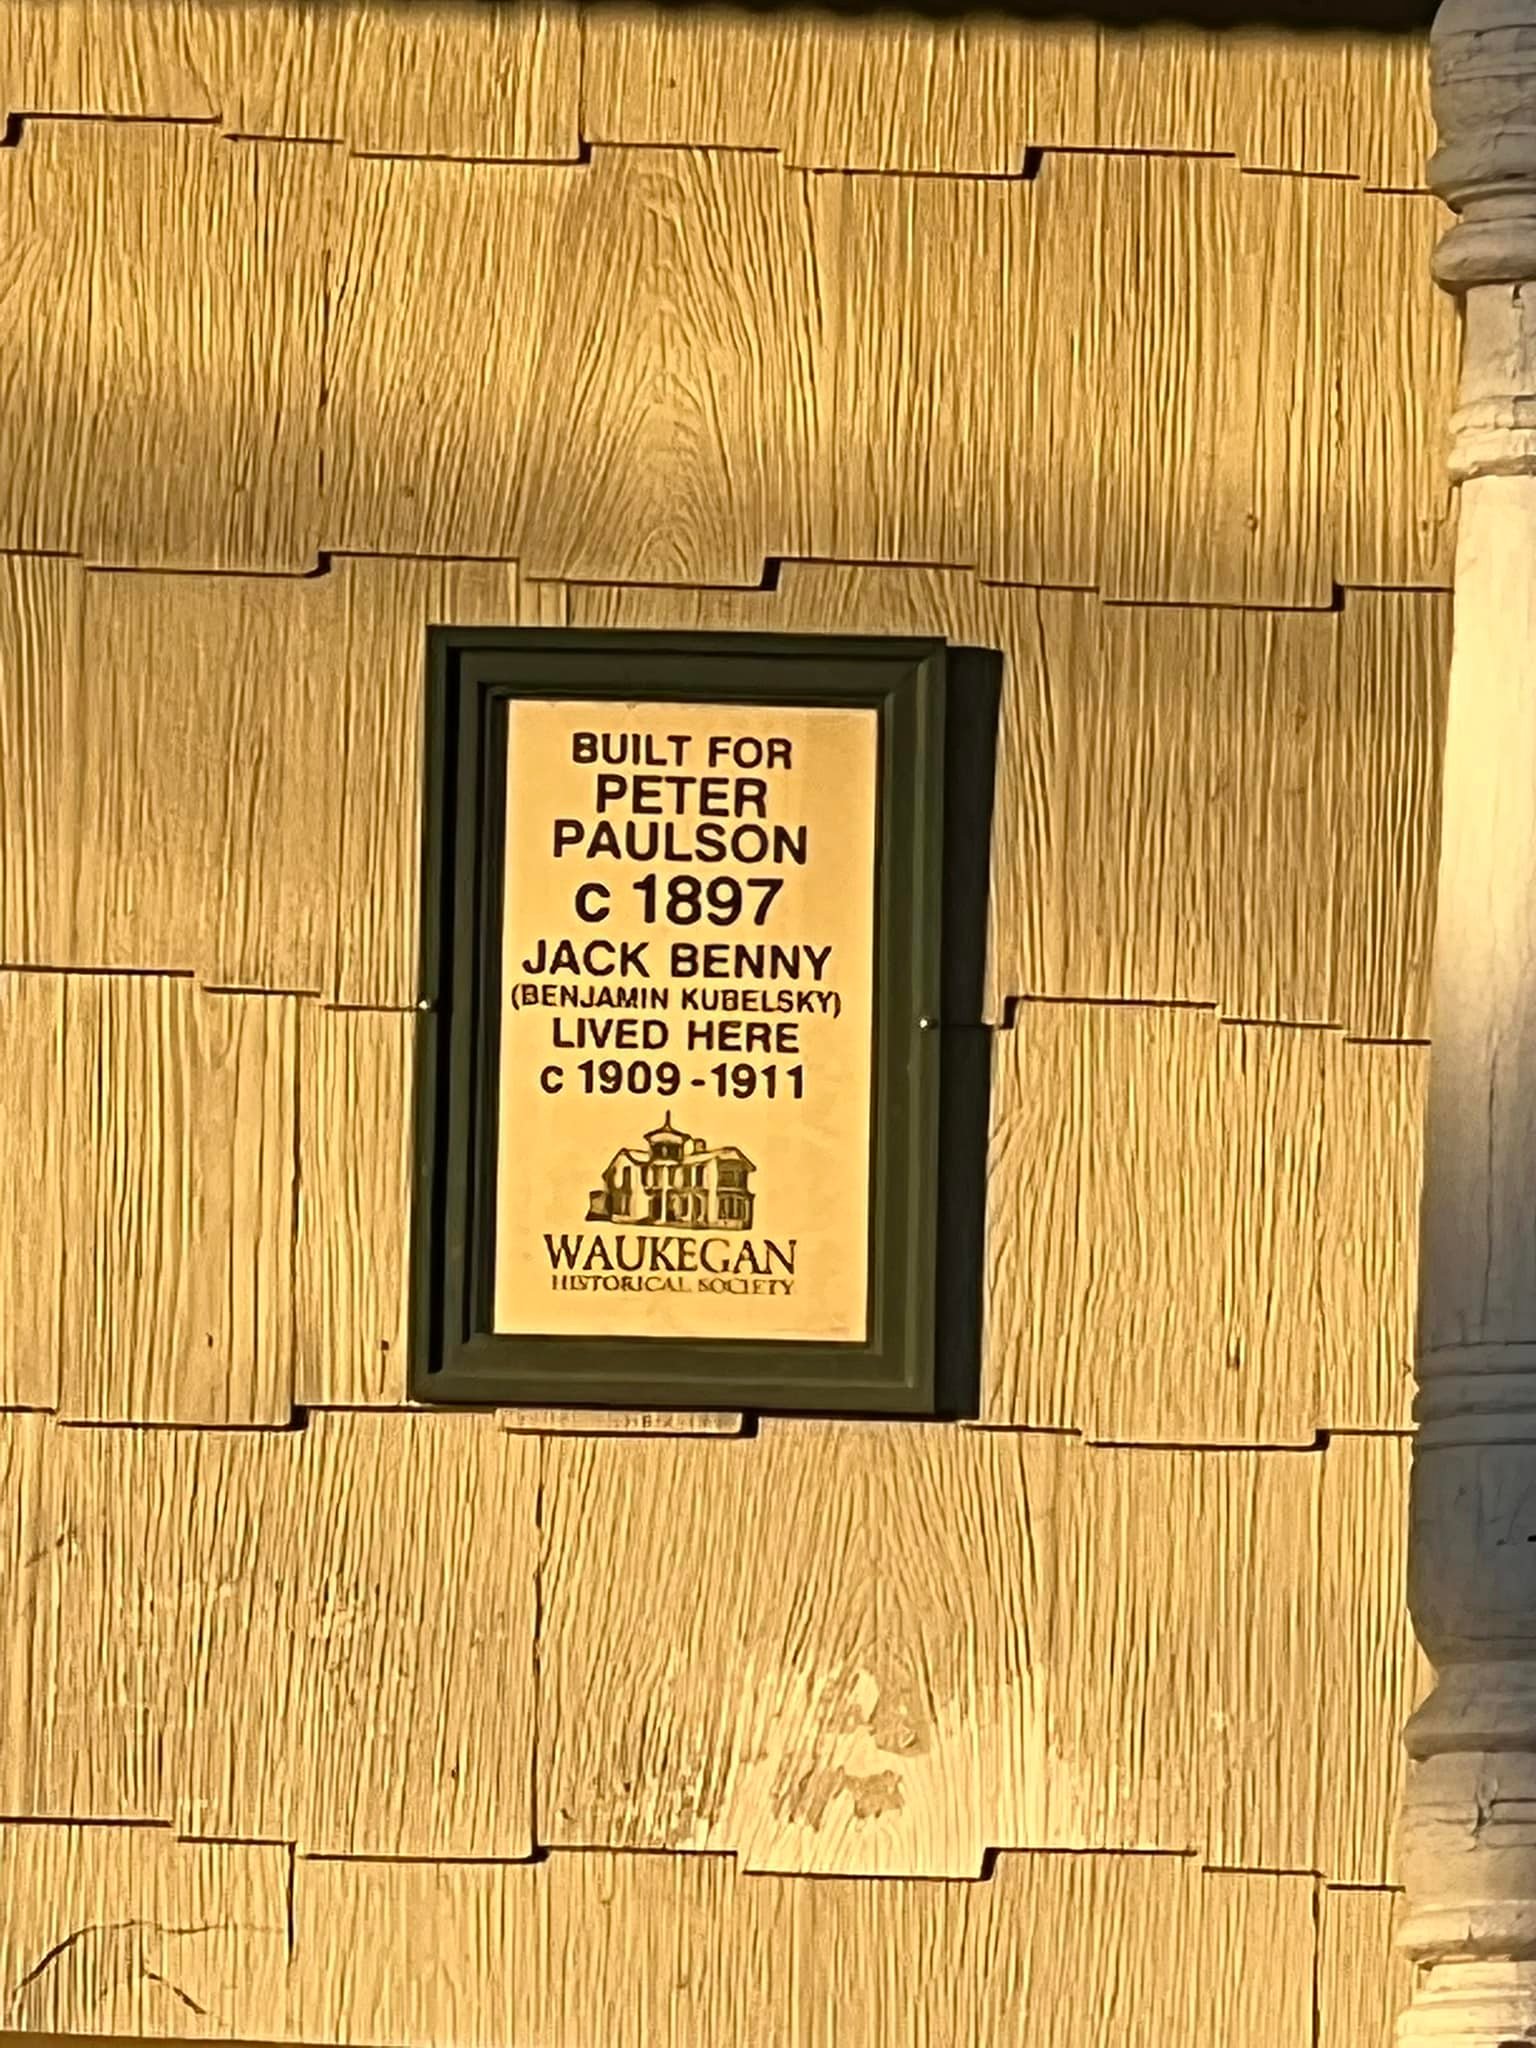 BUILT FOR
PETER
PAULSON
c 1897
JACK BENNY
(BENJAMIN KUBELSKY)
LIVED HERE
c 1909-1911
WAUKEGAN
HISTORICAL SOCIETY